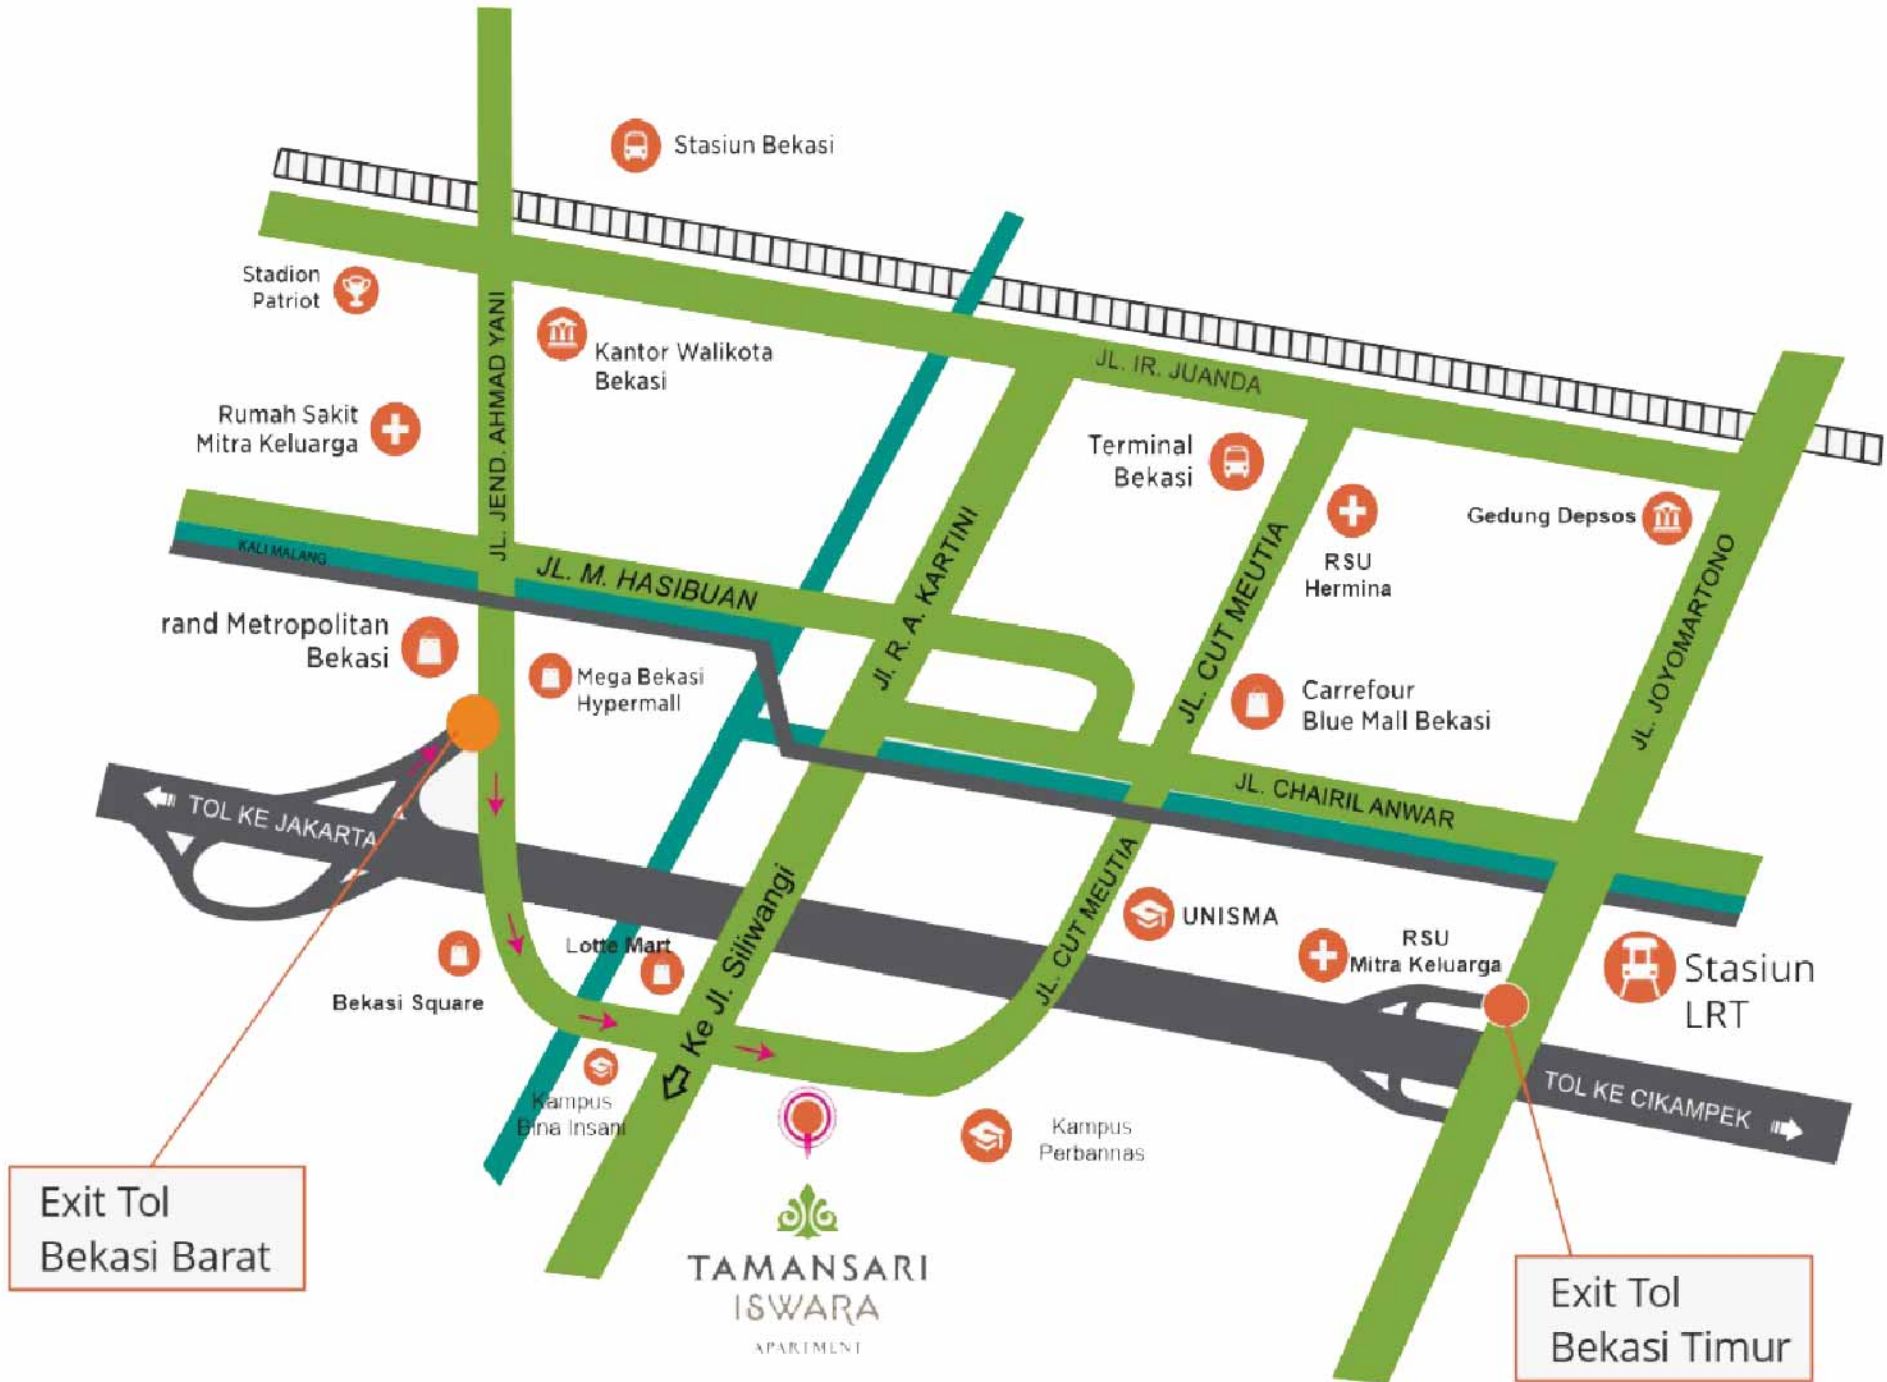 Stasiun Bekasi
Stadion
Patriot
Kantor Walikota
Bekasi
JL. JEND. AHMAD YANI
JL. IR. JUANDA
Rumah Sakit
Mitra Keluarga
Terminal
Bekasi
RSU
Hermina
Gedung Depsos
KALI MALANG
JL. M. HASIBUAN
Jl. R. A. KARTINI
JL. CUT MEUTIA
JL. JOYOMARTONO
rand Metropolitan
Bekasi
Mega Bekasi
Hypermall
Carrefour
Blue Mall Bekasi
JL. CHAIRIL ANWAR
TOL KE JAKARTA
Ke Jl. Siliwangi
JL. CUT MEUTIA
UNISMA
RSU
Mitra Keluarga
Stasiun
LRT
Lotte Mart
Bekasi Square
Kampus
Bina Insani
Kampus
Perbannas
TOL KE CIKAMPEK
Exit Tol
Bekasi Barat
TAMANSARI
ISWARA
APARTMENT
Exit Tol
Bekasi Timur